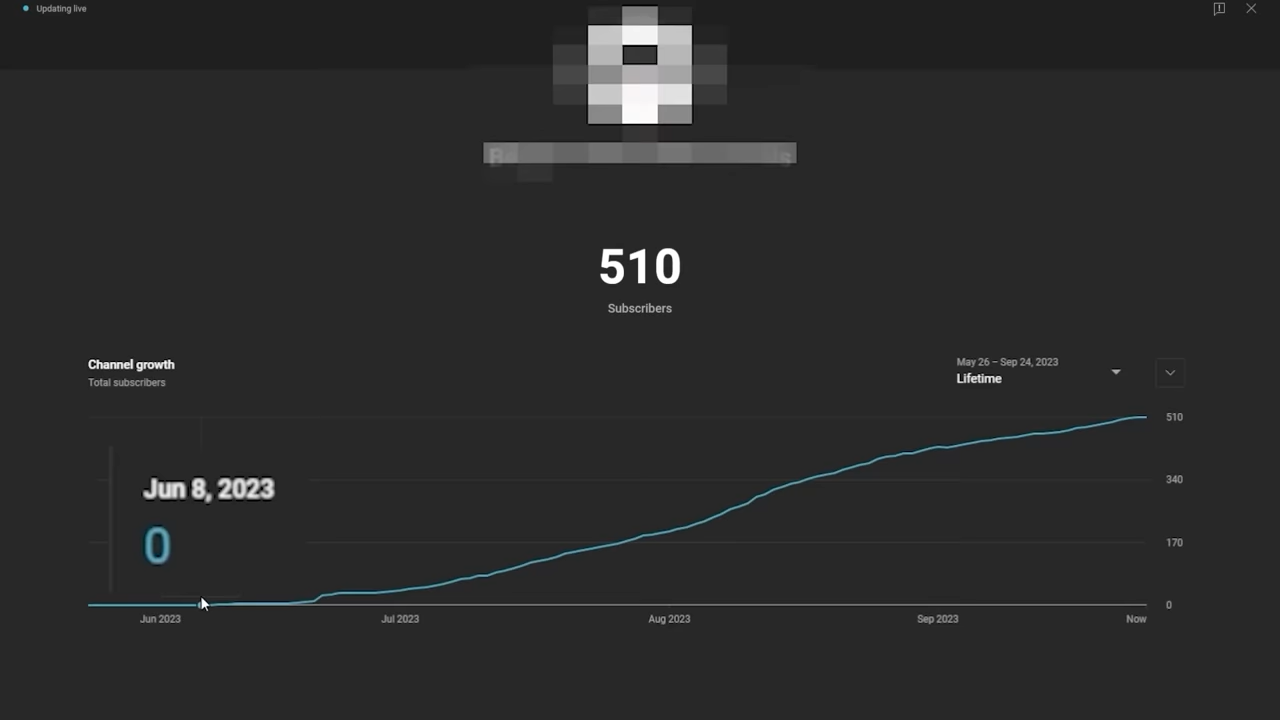 Updating live
510
Subscribers
Channel growth
Total subscribers
May 26 – Sep 24, 2023
Lifetime
510
340
170
0
Jun 8, 2023
0
Jun 2023
Jul 2023
Aug 2023
Sep 2023
Now